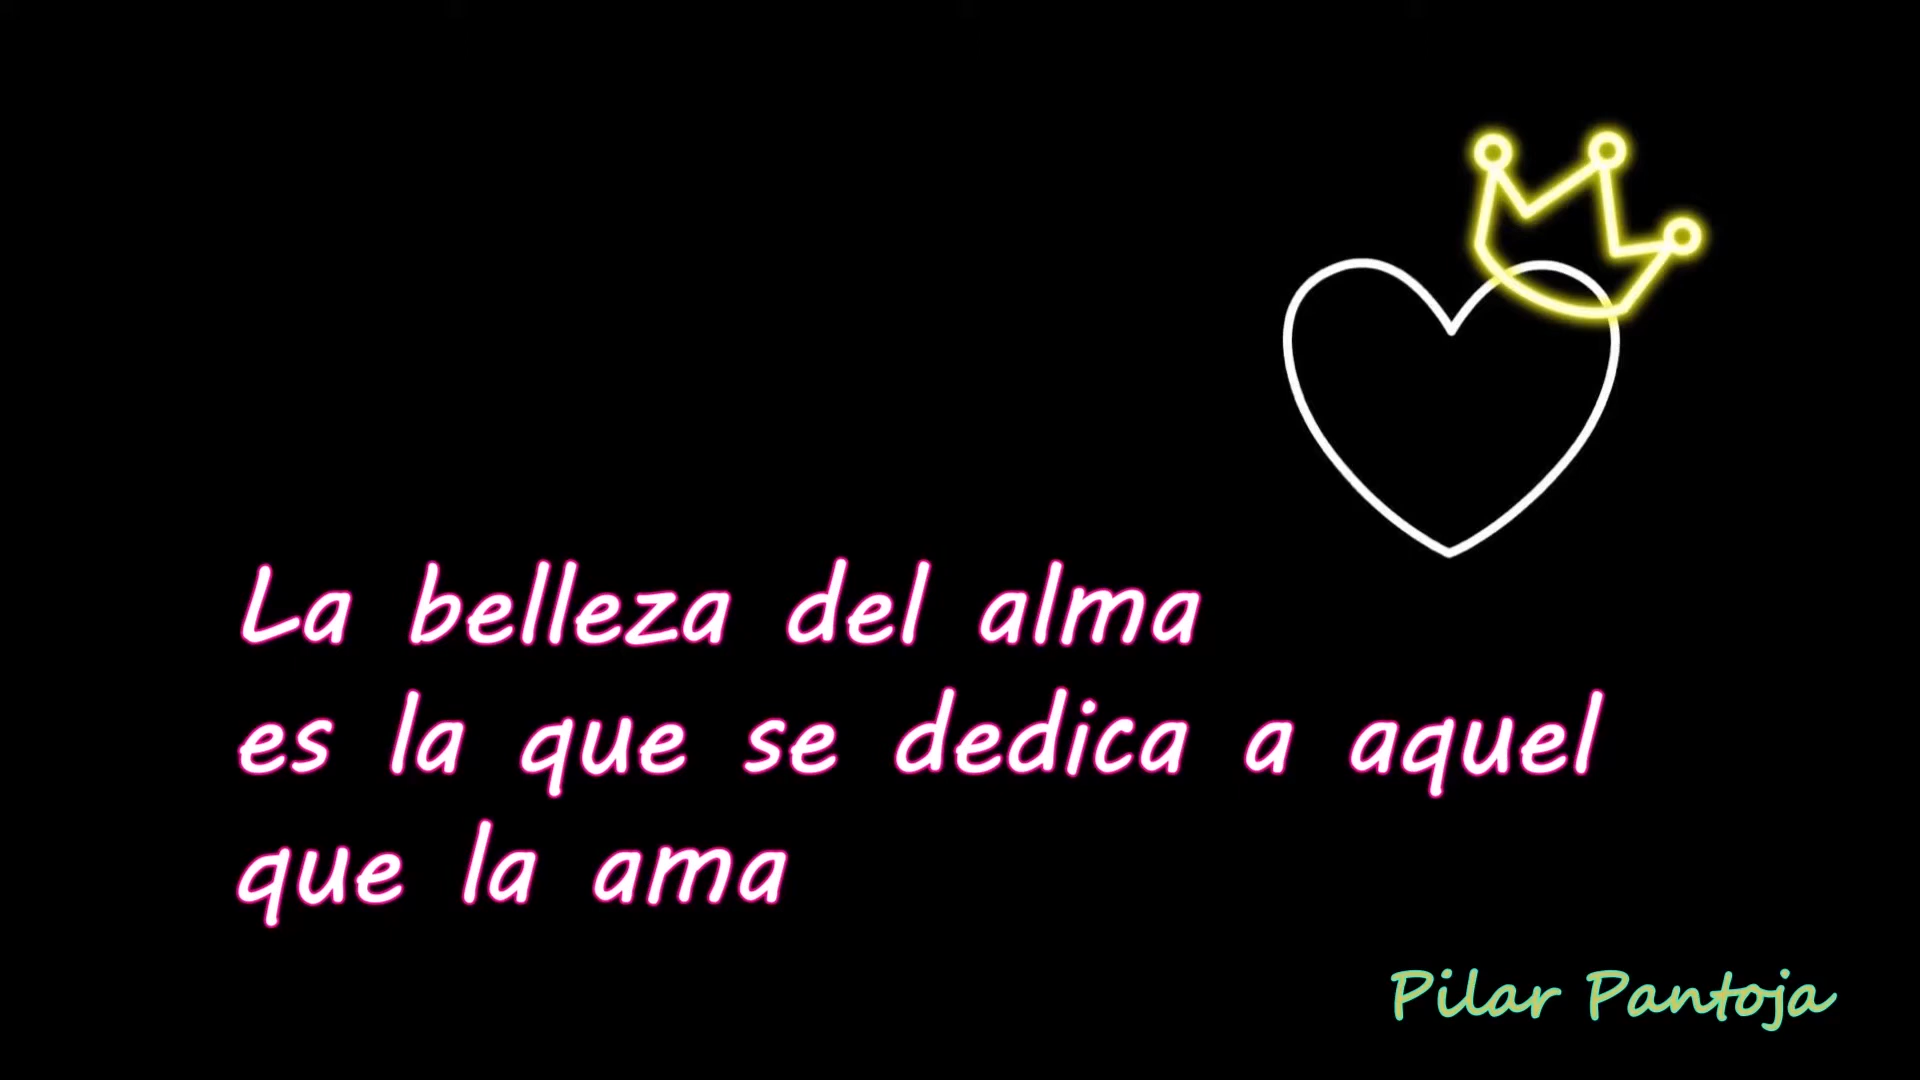 La belleza del alma
es la que se dedica a aquel
que la ama
Pilar Pantoja